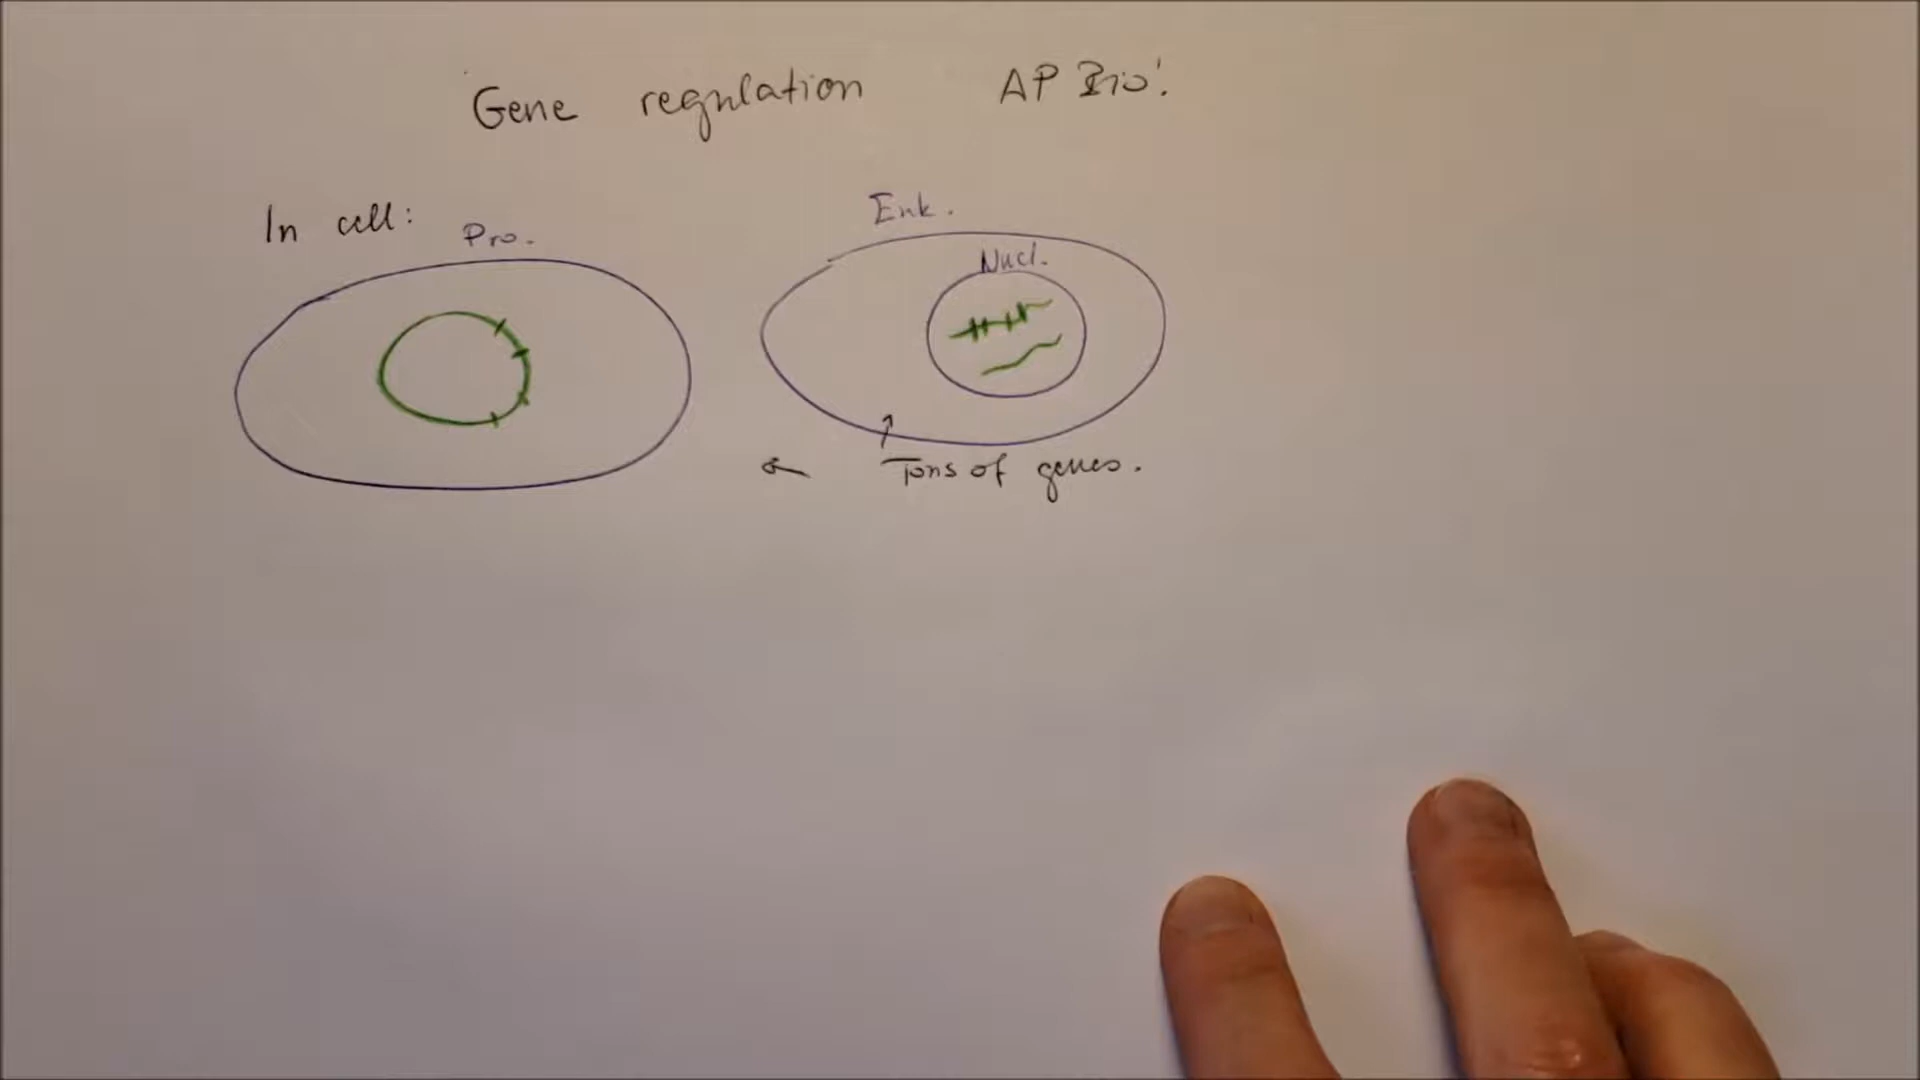 Gene regulation AP Bio!
In cell:
Pro.
Euk.
Nucl.
Tons of genes.